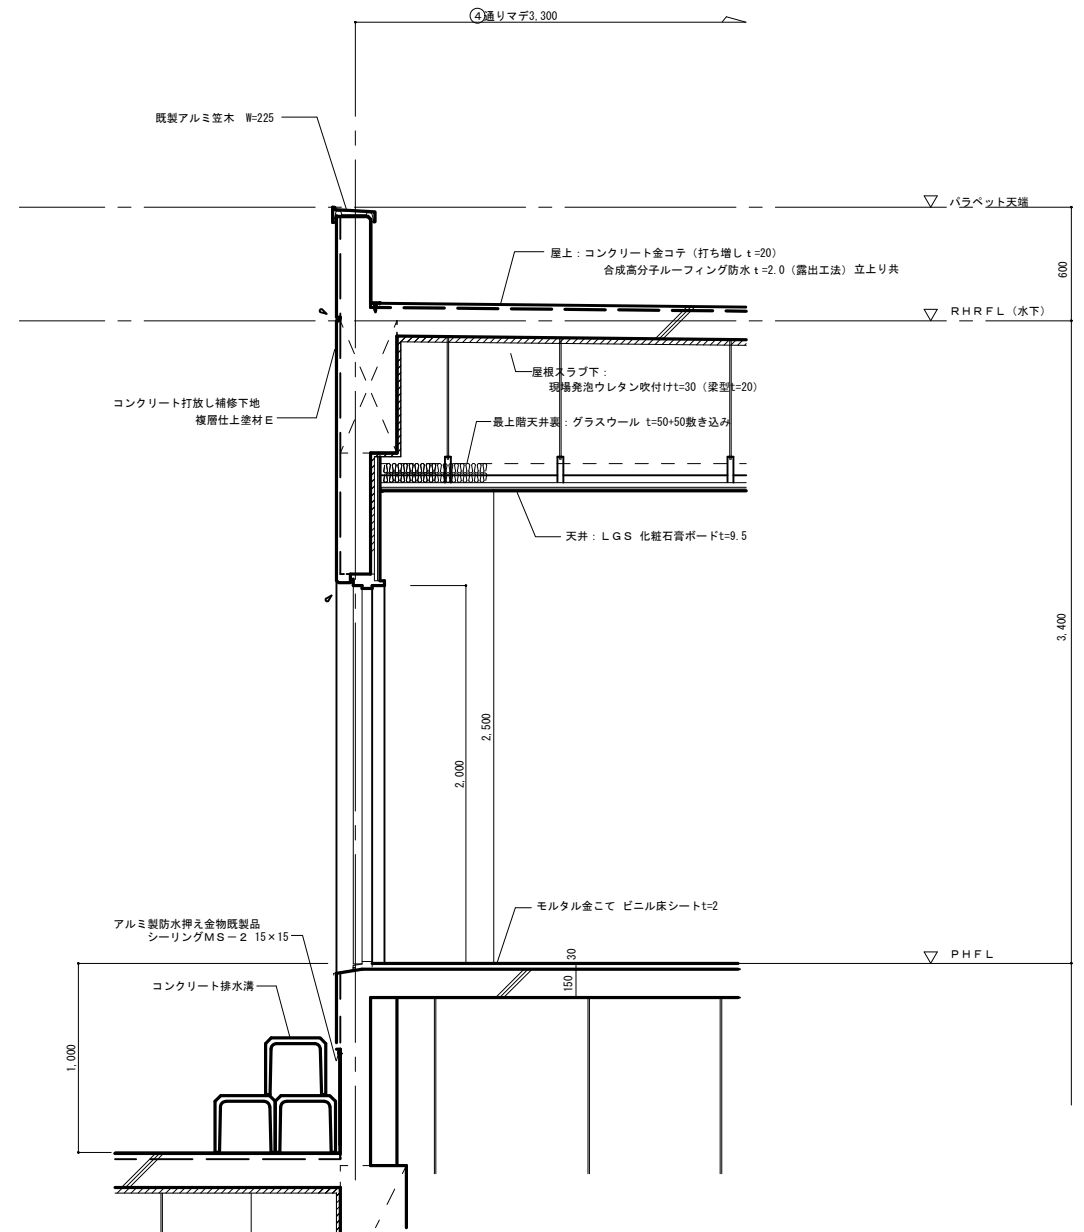 ④通りマデ3,300
既製アルミ笠木 W=225
パラペット天端
屋上：コンクリート金コテ（打ち増しt=20）
合成高分子ルーフィング防水t=2.0（露出工法）立上り共
600
RHRFL（水下）
屋根スラブ下：
現場発泡ウレタン吹付けt=30（梁型t=20）
コンクリート打放し補修下地
複層仕上塗材E
最上階天井裏：グラスウール t=50+50敷き込み
天井：LGS 化粧石膏ボードt=9.5
3,400
2,500
2,000
モルタル金こて ビニル床シートt=2
アルミ製防水押え金物既製品
シーリングMS－2 15×15
30
PHFL
150
コンクリート排水溝
1,000